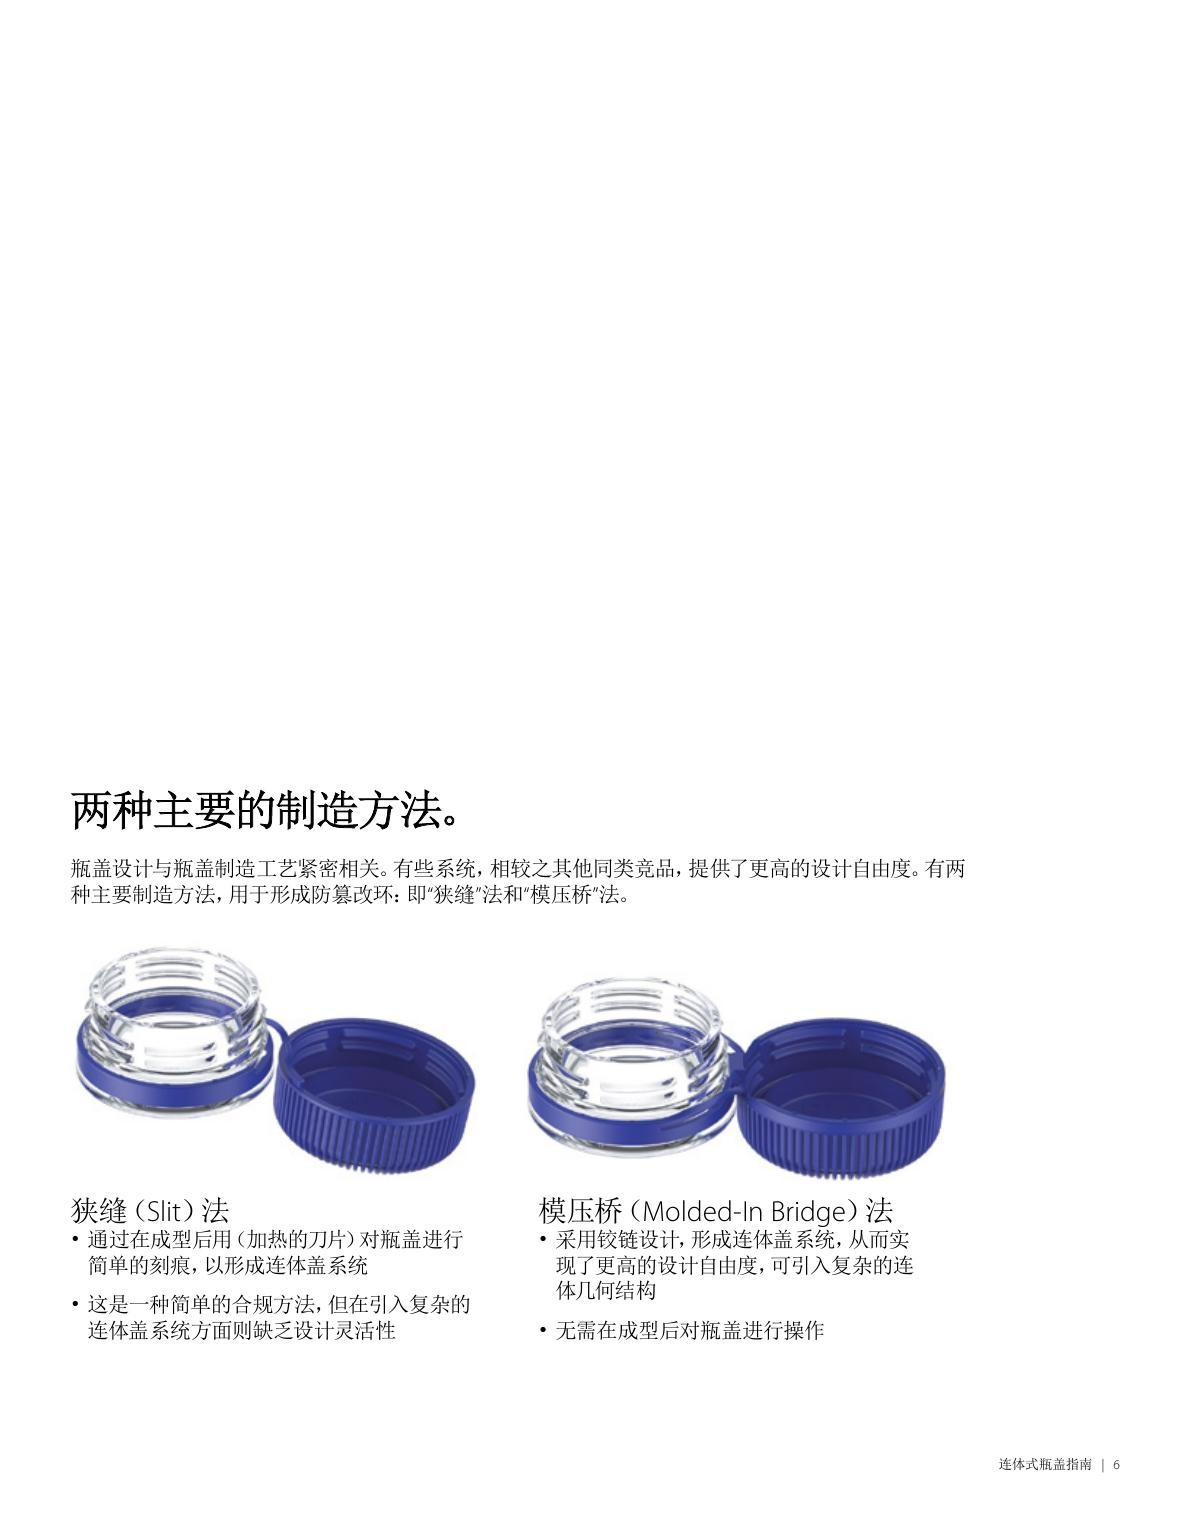 两种主要的制造方法。
瓶盖设计与瓶盖制造工艺紧密相关。有些系统，相较之其他同类竞品，提供了更高的设计自由度。有两
种主要制造方法，用于形成防篡改环：即“狭缝”法和“模压桥”法。
狭缝（Slit）法
• 通过在成型后用（加热的刀片）对瓶盖进行
简单的刻痕，以形成连体盖系统
• 这是一种简单的合规方法，但在引入复杂的
连体盖系统方面则缺乏设计灵活性
模压桥（Molded-In Bridge）法
• 采用铰链设计，形成连体盖系统，从而实
现了更高的设计自由度，可引入复杂的连
体几何结构
• 无需在成型后对瓶盖进行操作
连体式瓶盖指南 | 6